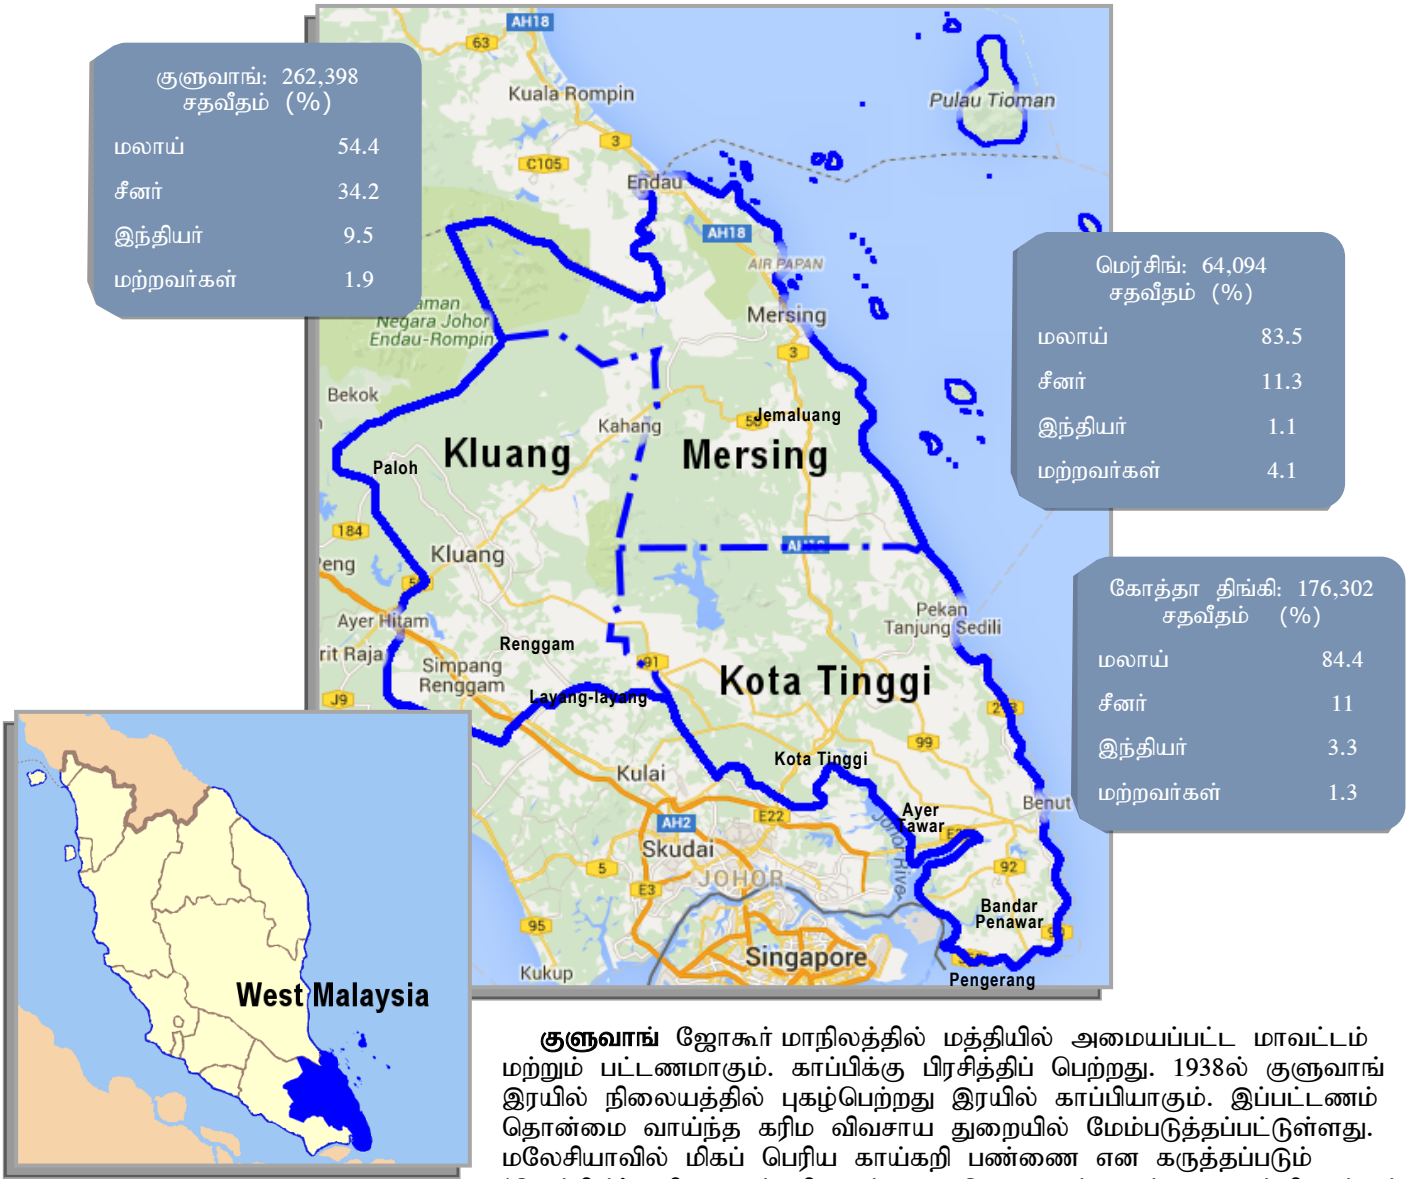 குளுவாங்: 262,398
சதவீதம் (%)
மலாய் 54.4
சீனர் 34.2
இந்தியர் 9.5
மற்றவர்கள் 1.9
மெர்சிங்: 64,094
சதவீதம் (%)
மலாய் 83.5
சீனர் 11.3
இந்தியர் 1.1
மற்றவர்கள் 4.1
கோத்தா திங்கி: 176,302
சதவீதம் (%)
மலாய் 84.4
சீனர் 11
இந்தியர் 3.3
மற்றவர்கள் 1.3
AH18
63
Kuala Rompin
Pulau Tioman
3
C105
Endau
AH18
AIR PAPAN
Negara Johor
Endau-Rompin
Mersing
3
Bekok
Jemaluang
Kahang
Kluang
Mersing
Paloh
184
Kluang
Ayer Hitam
Pekan
Tanjung Sedili
Renggam
Simpang
Renggam
91
Kota Tinggi
J9
Layang-layang
99
Kota Tinggi
Kulai
Benut
Ayer
Tawar
E22
AH2
Skudai
JOHOR
Johor River
5
E3
92
Bandar
Penawar
95
Singapore
Kukup
Pengerang
West Malaysia
குளுவாங் ஜோகூர் மாநிலத்தில் மத்தியில் அமையப்பட்ட மாவட்டம்
மற்றும் பட்டணமாகும். காப்பிக்கு பிரசித்திப் பெற்றது. 1938ல் குளுவாங்
இரயில் நிலையத்தில் புகழ்பெற்றது இரயில் காப்பியாகும். இப்பட்டணம்
தொன்மை வாய்ந்த கரிம விவசாய துறையில் மேம்படுத்தப்பட்டுள்ளது.
மலேசியாவில் மிகப் பெரிய காய்கறி பண்ணை என கருத்தப்படும்